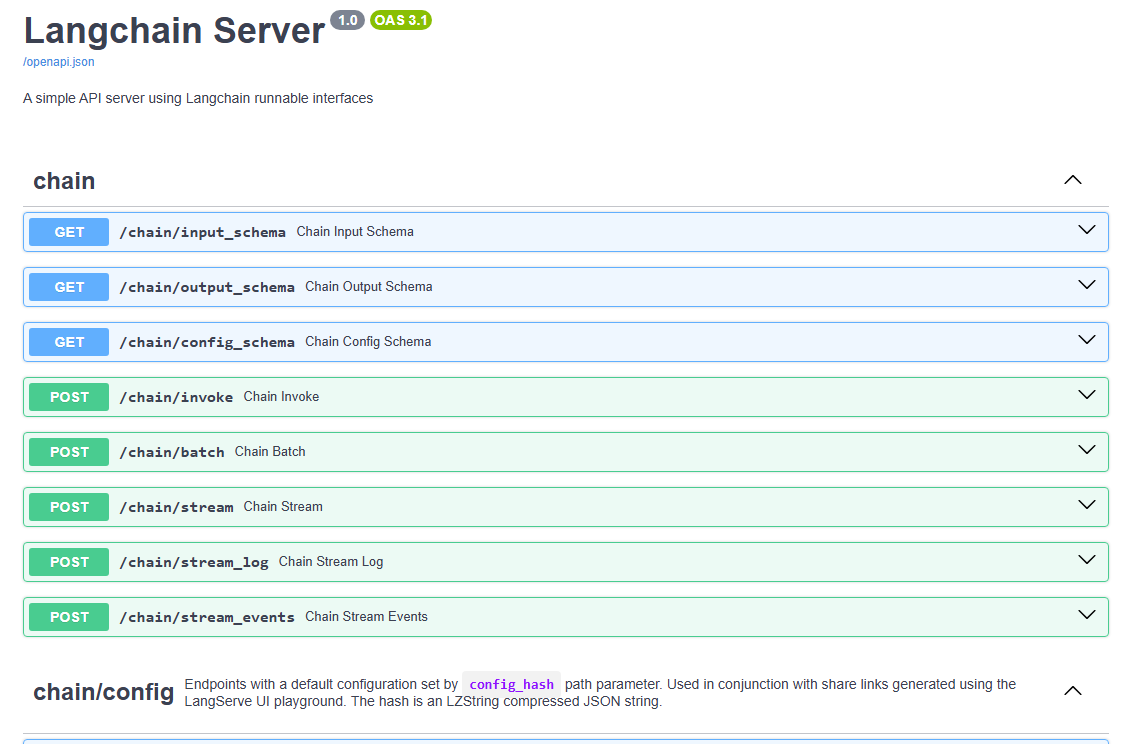 Langchain Server 1.0 OAS 3.1
/openapi.json
A simple API server using Langchain runnable interfaces
chain
GET /chain/input_schema Chain Input Schema
GET /chain/output_schema Chain Output Schema
GET /chain/config_schema Chain Config Schema
POST /chain/invoke Chain Invoke
POST /chain/batch Chain Batch
POST /chain/stream Chain Stream
POST /chain/stream_log Chain Stream Log
POST /chain/stream_events Chain Stream Events
chain/config Endpoints with a default configuration set by config_hash path parameter. Used in conjunction with share links generated using the
LangServe UI playground. The hash is an LZString compressed JSON string.